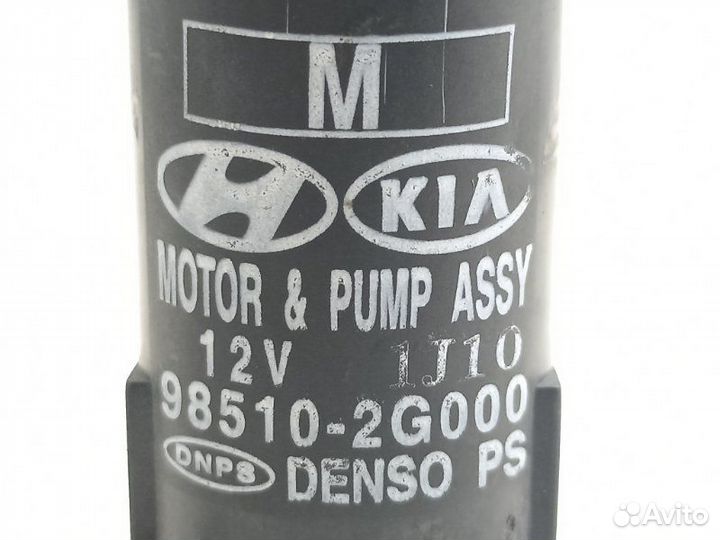 M
KIA
MOTOR & PUMP ASSY
12V 1J10
98510-2G000
DNPS DENSO PS
Avito